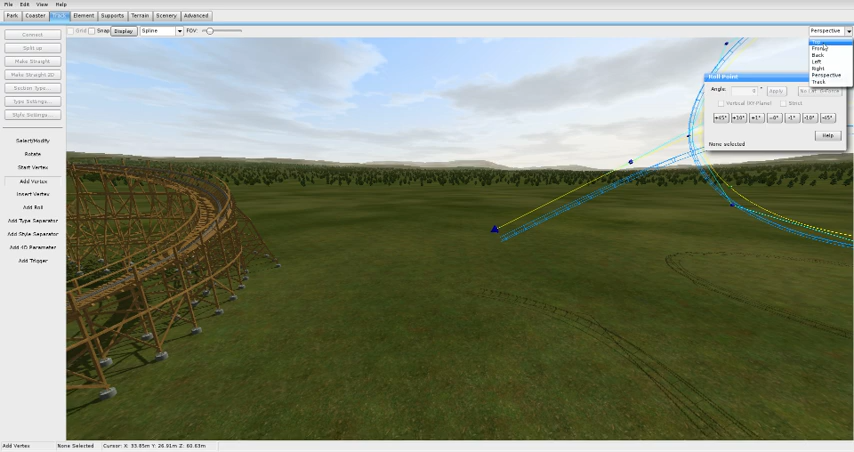 File Edit View Help
Park Coaster Track Element Supports Terrain Scenery Advanced
Grid Snap Display Spline FOV: Perspective
Connect
Split up
Make Straight
Make Straight 2D
Section Type...
Type Settings...
Style Settings...
Select/Modify
Rotate
Start Vertex
Add Vertex
Insert Vertex
Add Roll
Add Type Separator
Add Style Separator
Add 4D Parameter
Add Trigger
Front
Back
Left
Right
Perspective
Track
Roll Point
Angle: 0 ° Apply
Vertical (XY-Plane) Strict
+45° +10° +1° -1° -10° -45°
Help
None selected
Add Vertex None Selected Cursor: X: 33.85m Y: 26.91m Z: 60.63m